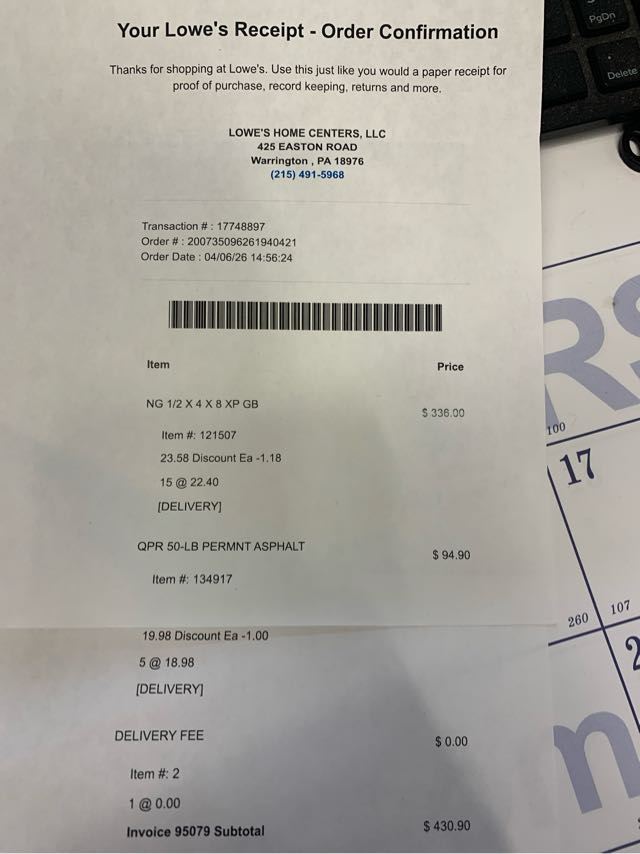 PgDn
Delete
Your Lowe's Receipt - Order Confirmation
Thanks for shopping at Lowe's. Use this just like you would a paper receipt for
proof of purchase, record keeping, returns and more.
LOWE'S HOME CENTERS, LLC
425 EASTON ROAD
Warrington , PA 18976
(215) 491-5968
Transaction # : 17748897
Order # : 200735096261940421
Order Date : 04/06/26 14:56:24
Item Price
NG 1/2 X 4 X 8 XP GB $ 336.00
Item #: 121507
23.58 Discount Ea -1.18
15 @ 22.40
[DELIVERY]
QPR 50-LB PERMNT ASPHALT $ 94.90
Item #: 134917
19.98 Discount Ea -1.00
5 @ 18.98
[DELIVERY]
DELIVERY FEE $ 0.00
Item #: 2
1 @ 0.00
Invoice 95079 Subtotal $ 430.90
RS
100
17
260 107
2
m